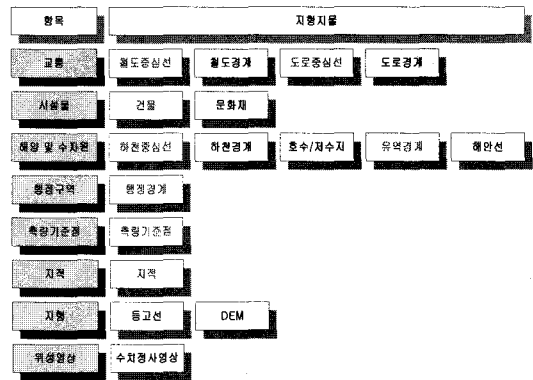 항목 지형지물
교통 철도중심선 철도경계 도로중심선 도로경계
시설물 건물 문화재
해양 및 수자원 하천중심선 하천경계 호수/저수지 유역경계 해안선
행정구역 행정경계
측량기준점 측량기준점
지적 지적
지형 등고선 DEM
위성영상 수치정사영상